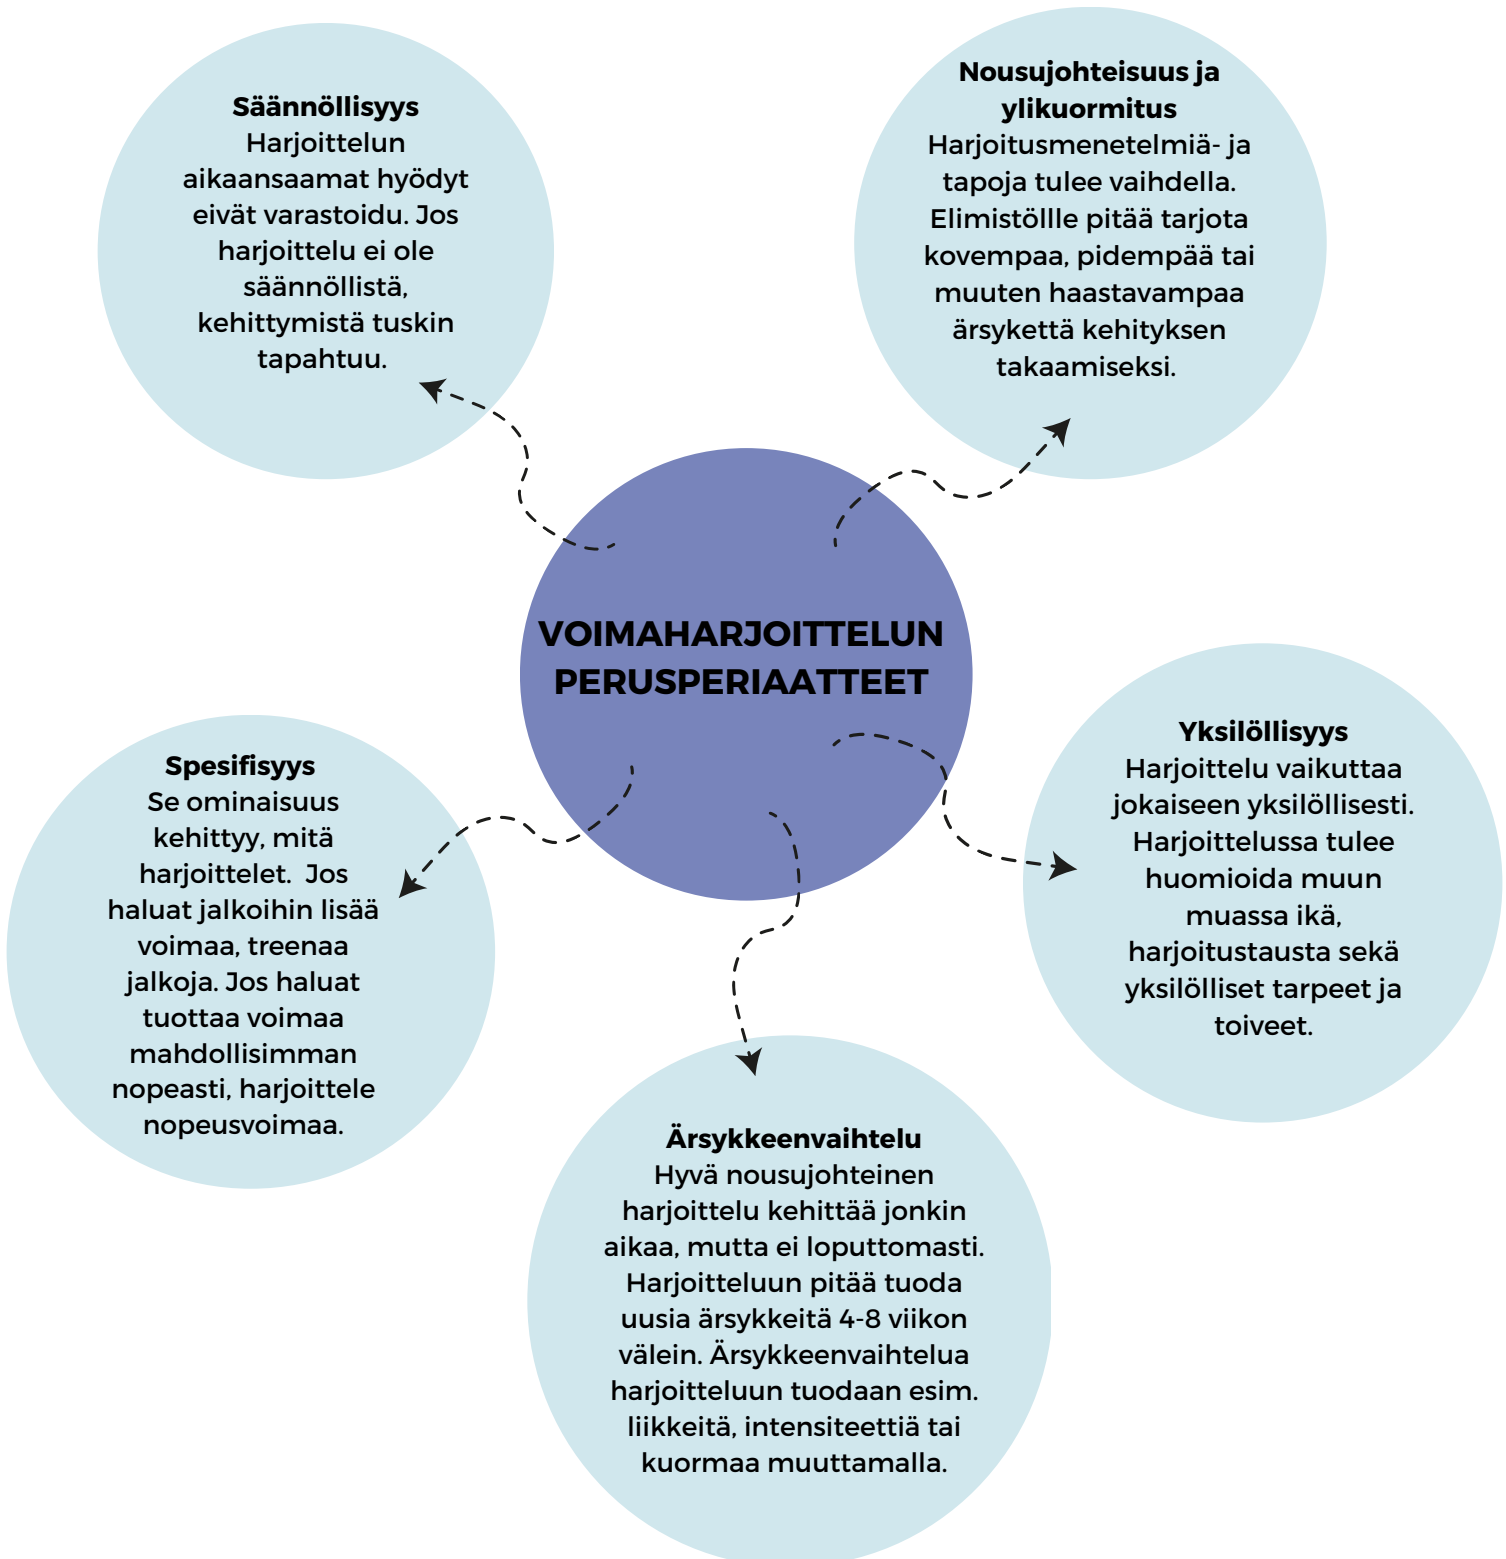 Säännöllisyys
Harjoittelun
aikaansaamat hyödyt
eivät varastoidu. Jos
harjoittelu ei ole
säännöllistä,
kehittymistä tuskin
tapahtuu.
Nousujohteisuus ja
ylikuormitus
Harjoitusmenetelmiä- ja
tapoja tulee vaihdella.
Elimistöllle pitää tarjota
kovempaa, pidempää tai
muuten haastavampaa
ärsykettä kehityksen
takaamiseksi.
VOIMAHARJOITTELUN
PERUSPERIAATTEET
Spesifisyys
Se ominaisuus
kehittyy, mitä
harjoittelet. Jos
haluat jalkoihin lisää
voimaa, treenaa
jalkoja. Jos haluat
tuottaa voimaa
mahdollisimman
nopeasti, harjoittele
nopeusvoimaa.
Yksilöllisyys
Harjoittelu vaikuttaa
jokaiseen yksilöllisesti.
Harjoittelussa tulee
huomioida muun
muassa ikä,
harjoitustausta sekä
yksilölliset tarpeet ja
toiveet.
Ärsykkeenvaihtelu
Hyvä nousujohteinen
harjoittelu kehittää jonkin
aikaa, mutta ei loputtomasti.
Harjoitteluun pitää tuoda
uusia ärsykkeitä 4-8 viikon
välein. Ärsykkeenvaihtelua
harjoitteluun tuodaan esim.
liikkeitä, intensiteettiä tai
kuormaa muuttamalla.